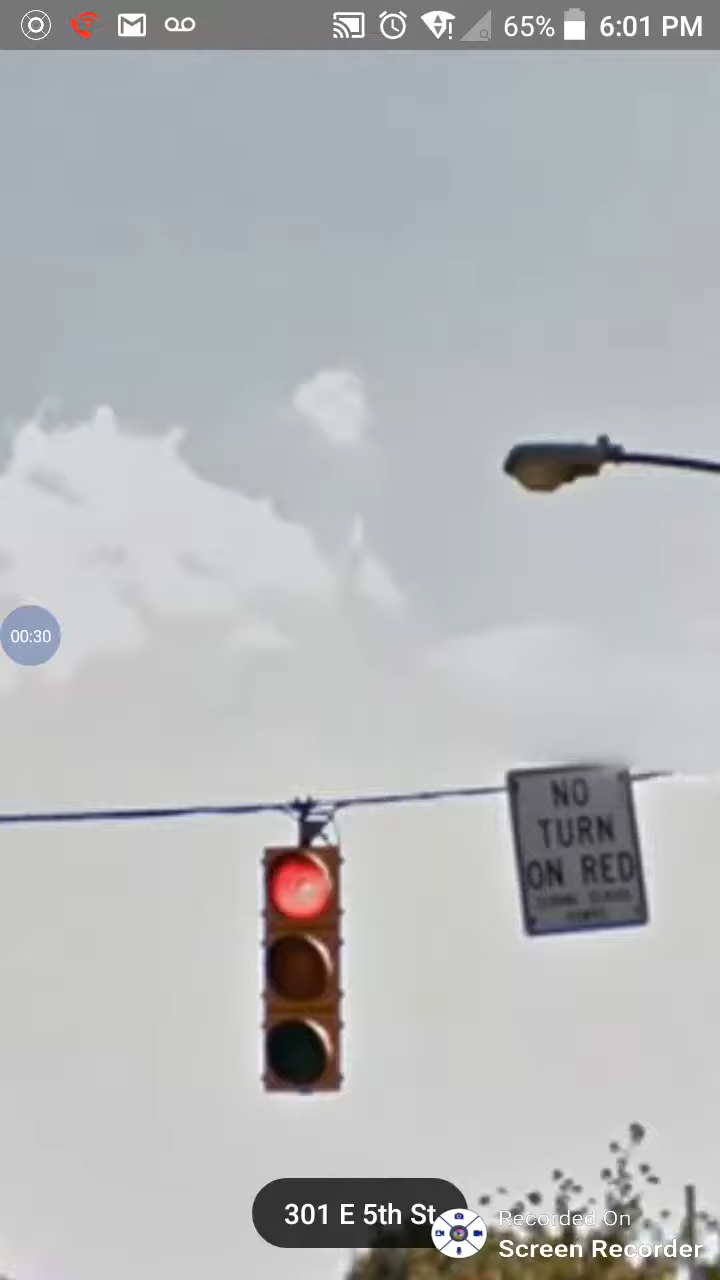 65% 6:01 PM
00:30
NO
TURN
ON RED
301 E 5th St
Recorded On
Screen Recorder